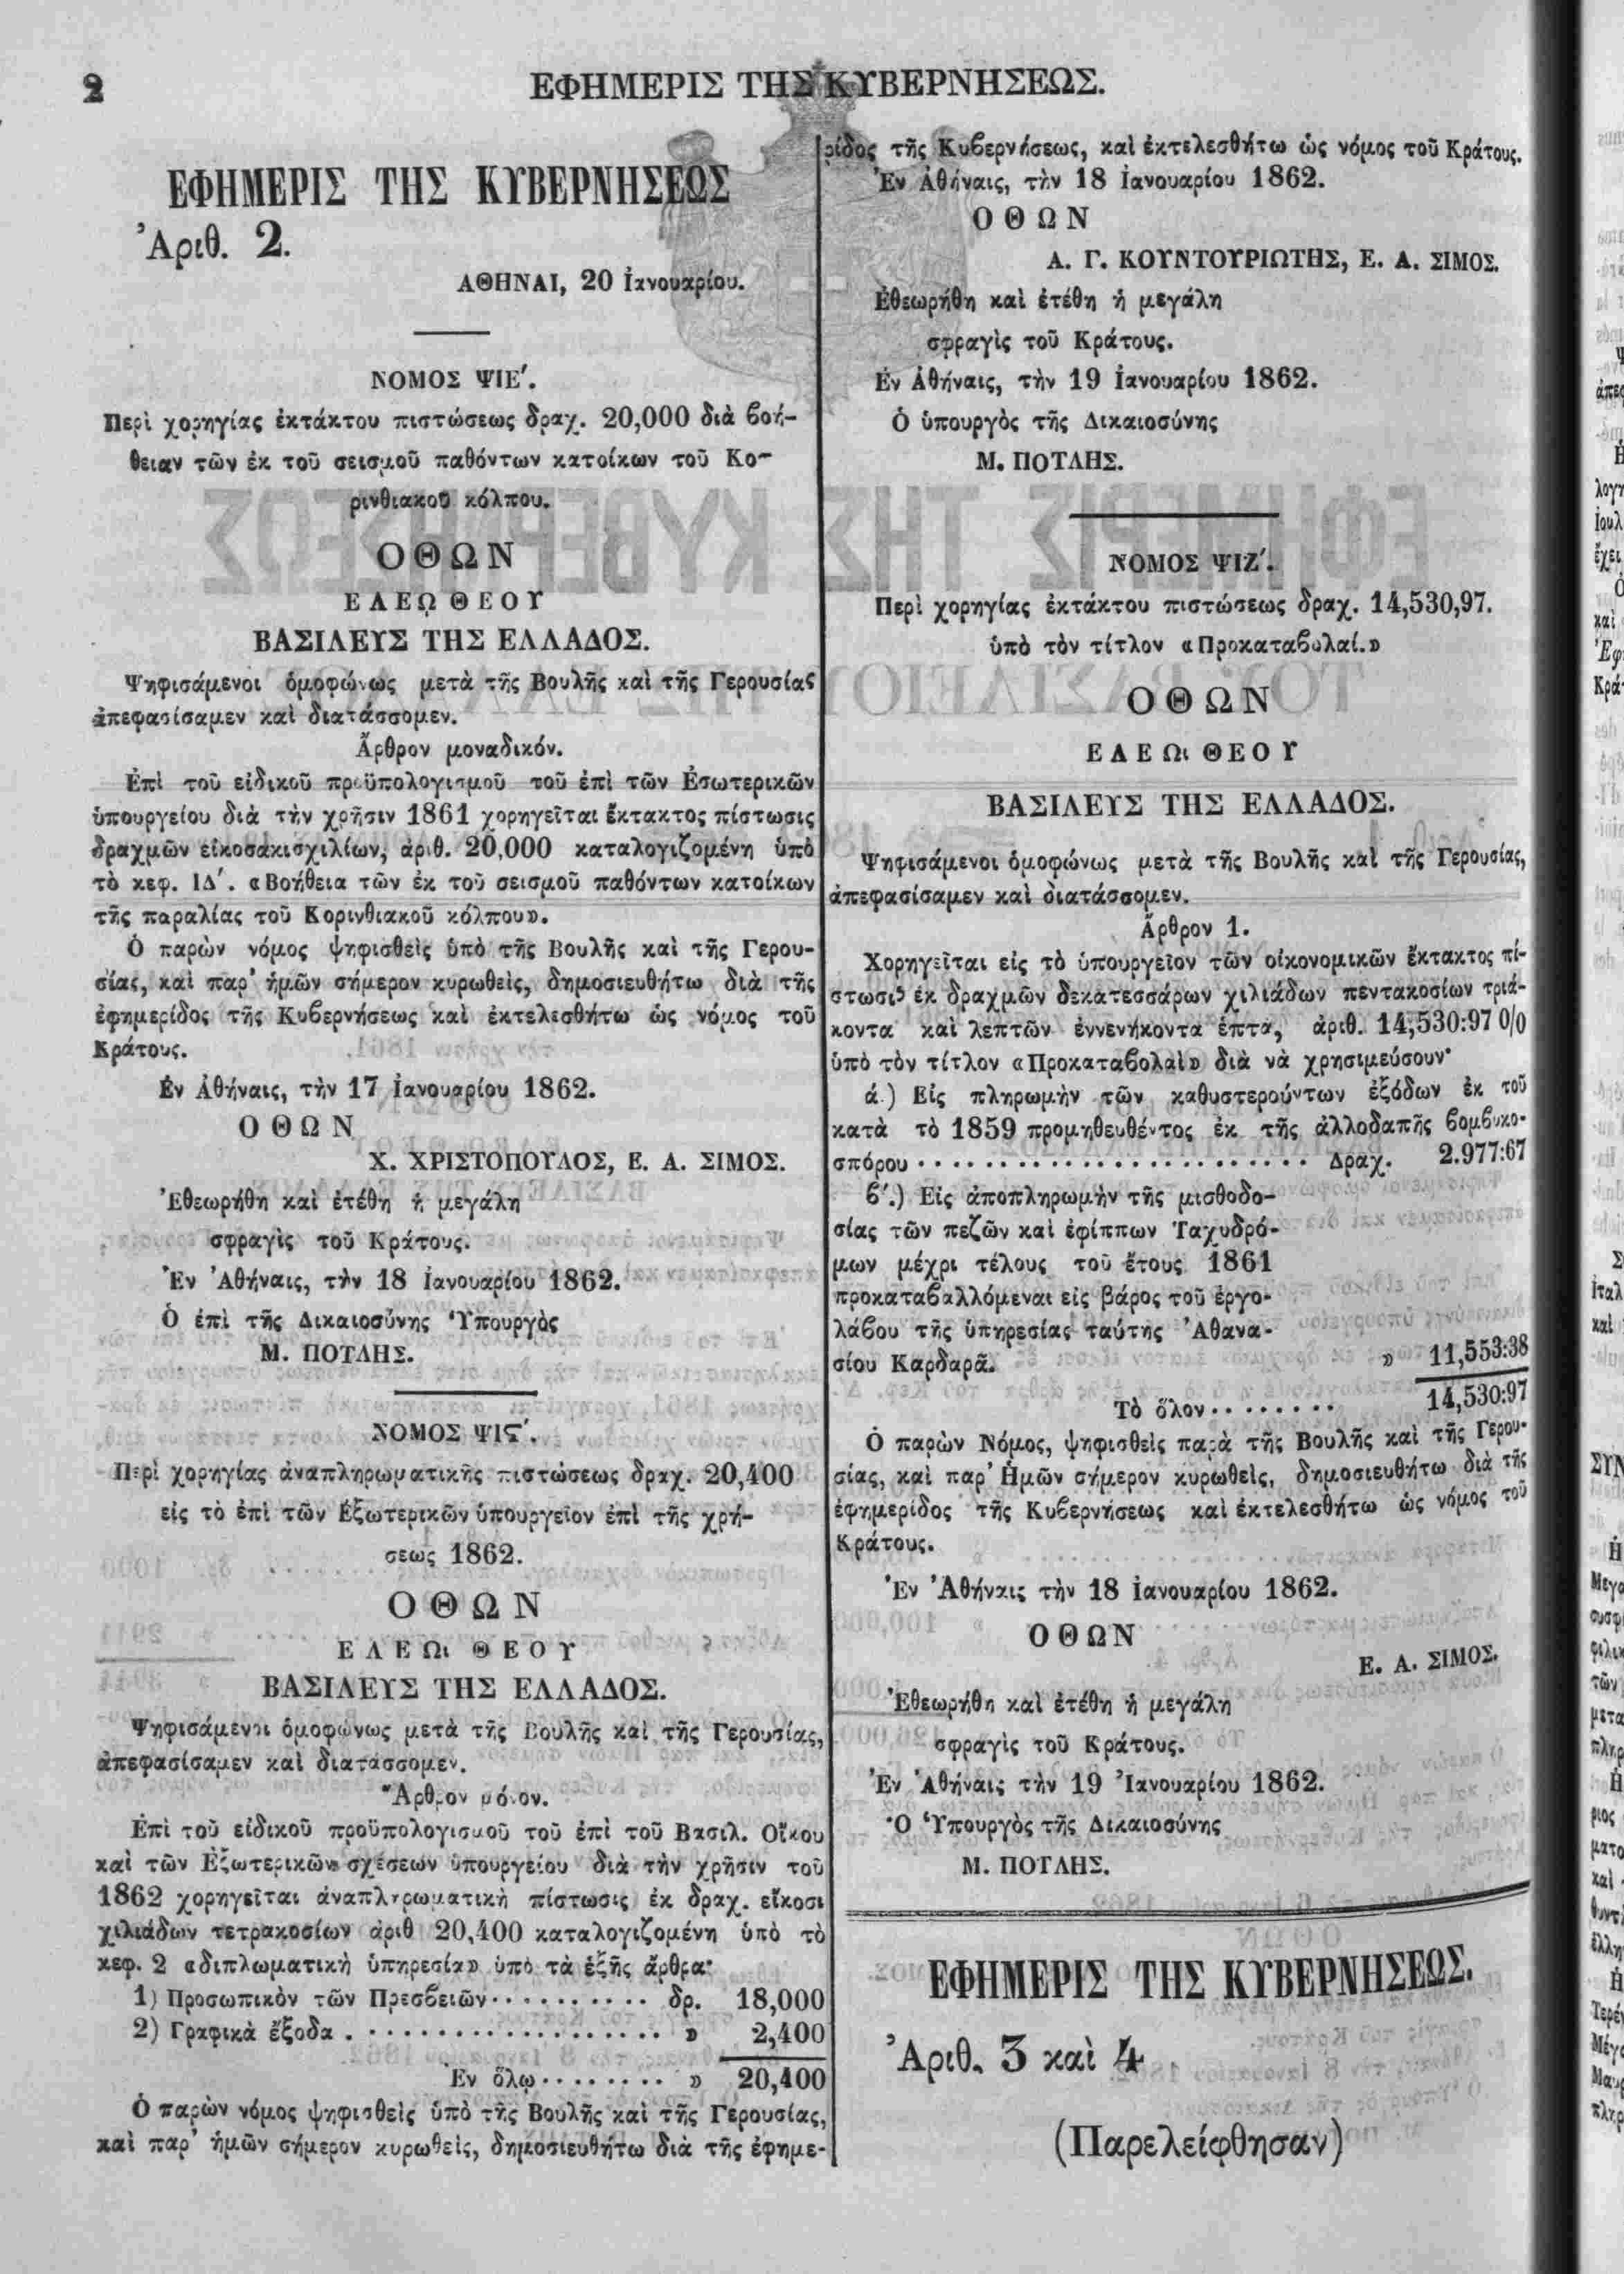 2
ΕΦΗΜΕΡΙΣ ΤΗΣ ΚΥΒΕΡΝΗΣΕΩΣ.
ΕΦΗΜΕΡΙΣ ΤΗΣ ΚΥΒΕΡΝΗΣΕΩΣ
Ἀριθ. 2.
ΑΘΗΝΑΙ, 20 Ἰανουαρίου.
ΝΟΜΟΣ ΨΙΕ΄.
Περὶ χορηγίας ἐκτάκτου πιστώσεως δραχ. 20,000 διὰ βοή-
θειαν τῶν ἐκ τοῦ σεισμοῦ παθόντων κατοίκων τοῦ Κο-
ρινθιακοῦ κόλπου.
ΟΘΩΝ
ΕΛΕῼ ΘΕΟΥ
ΒΑΣΙΛΕΥΣ ΤΗΣ ΕΛΛΑΔΟΣ.
Ψηφισάμενοι ὁμοφώνως μετὰ τῆς Βουλῆς καὶ τῆς Γερουσίας
ἀπεφασίσαμεν καὶ διατάσσομεν.
Ἄρθρον μοναδικόν.
Ἐπὶ τοῦ εἰδικοῦ προϋπολογισμοῦ τοῦ ἐπὶ τῶν Ἐσωτερικῶν
ὑπουργείου διὰ τὴν χρῆσιν 1861 χορηγεῖται ἔκτακτος πίστωσις
δραχμῶν εἰκοσακισχιλίων, ἀριθ. 20,000 καταλογιζομένη ὑπὸ
τὸ κεφ. ΙΔ΄. «Βοήθεια τῶν ἐκ τοῦ σεισμοῦ παθόντων κατοίκων
τῆς παραλίας τοῦ Κορινθιακοῦ κόλπου».
Ὁ παρὼν νόμος ψηφισθεὶς ὑπὸ τῆς Βουλῆς καὶ τῆς Γερου-
σίας, καὶ παρ' ἡμῶν σήμερον κυρωθεὶς, δημοσιευθήτω διὰ τῆς
ἐφημερίδος τῆς Κυβερνήσεως καὶ ἐκτελεσθήτω ὡς νόμος τοῦ
Κράτους.
Ἐν Ἀθήναις, τὴν 17 Ἰανουαρίου 1862.
ΟΘΩΝ
Χ. ΧΡΙΣΤΟΠΟΥΛΟΣ, Ε. Α. ΣΙΜΟΣ.
Ἐθεωρήθη καὶ ἐτέθη ἡ μεγάλη
σφραγὶς τοῦ Κράτους.
Ἐν Ἀθήναις, τὴν 18 Ἰανουαρίου 1862.
Ὁ ἐπὶ τῆς Δικαιοσύνης Ὑπουργὸς
Μ. ΠΟΤΛΗΣ.
ΝΟΜΟΣ ΨΙϚ΄.
Περὶ χορηγίας ἀναπληρωματικῆς πιστώσεως δραχ. 20,400
εἰς τὸ ἐπὶ τῶν Ἐξωτερικῶν ὑπουργεῖον ἐπὶ τῆς χρή-
σεως 1862.
ΟΘΩΝ
ΕΛΕΩι ΘΕΟΥ
ΒΑΣΙΛΕΥΣ ΤΗΣ ΕΛΛΑΔΟΣ.
Ψηφισάμενοι ὁμοφώνως μετὰ τῆς Βουλῆς καὶ τῆς Γερουσίας,
ἀπεφασίσαμεν καὶ διατάσσομεν.
Ἄρθρον μόνον.
Ἐπὶ τοῦ εἰδικοῦ προϋπολογισμοῦ τοῦ ἐπὶ τοῦ Βασιλ. Οἴκου
καὶ τῶν Ἐξωτερικῶν σχέσεων ὑπουργείου διὰ τὴν χρῆσιν τοῦ
1862 χορηγεῖται ἀναπληρωματικὴ πίστωσις ἐκ δραχ. εἴκοσι
χιλιάδων τετρακοσίων ἀριθ 20,400 καταλογιζομένη ὑπὸ τὸ
κεφ. 2 «διπλωματικὴ ὑπηρεσία» ὑπὸ τὰ ἑξῆς ἄρθρα·
1) Προσωπικὸν τῶν Πρεσβειῶν·········· δρ. 18,000
2) Γραφικὰ ἔξοδα .·················· » 2,400
Ἐν ὅλῳ········ » 20,400
Ὁ παρὼν νόμος ψηφισθεὶς ὑπὸ τῆς Βουλῆς καὶ τῆς Γερουσίας,
καὶ παρ' ἡμῶν σήμερον κυρωθεὶς, δημοσιευθήτω διὰ τῆς ἐφημε-
ρίδος τῆς Κυβερνήσεως, καὶ ἐκτελεσθήτω ὡς νόμος τοῦ Κράτους.
Ἐν Ἀθήναις, τὴν 18 Ἰανουαρίου 1862.
ΟΘΩΝ
Α. Γ. ΚΟΥΝΤΟΥΡΙΩΤΗΣ, Ε. Α. ΣΙΜΟΣ.
Ἐθεωρήθη καὶ ἐτέθη ἡ μεγάλη
σφραγὶς τοῦ Κράτους.
Ἐν Ἀθήναις, τὴν 19 Ἰανουαρίου 1862.
Ὁ ὑπουργὸς τῆς Δικαιοσύνης
Μ. ΠΟΤΛΗΣ.
ΝΟΜΟΣ ΨΙΖ΄.
Περὶ χορηγίας ἐκτάκτου πιστώσεως δραχ. 14,530,97.
ὑπὸ τὸν τίτλον «Προκαταβολαί.»
ΟΘΩΝ
ΕΛΕΩι ΘΕΟΥ
ΒΑΣΙΛΕΥΣ ΤΗΣ ΕΛΛΑΔΟΣ.
Ψηφισάμενοι ὁμοφώνως μετὰ τῆς Βουλῆς καὶ τῆς Γερουσίας,
ἀπεφασίσαμεν καὶ διατάσσομεν.
Ἄρθρον 1.
Χορηγεῖται εἰς τὸ ὑπουργεῖον τῶν οἰκονομικῶν ἔκτακτος πί-
στωσις ἐκ δραχμῶν δεκατεσσάρων χιλιάδων πεντακοσίων τριά-
κοντα καὶ λεπτῶν ἐννενήκοντα ἑπτα, ἀριθ. 14,530:97 0/0
ὑπὸ τὸν τίτλον «Προκαταβολαὶ» διὰ νὰ χρησιμεύσουν·
ά.) Εἰς πληρωμὴν τῶν καθυστερούντων ἐξόδων ἐκ τοῦ
κατὰ τὸ 1859 προμηθευθέντος ἐκ τῆς ἀλλοδαπῆς βομβυκο-
σπόρου························ Δραχ. 2.977:67
β΄.) Εἰς ἀποπληρωμὴν τῆς μισθοδο-
σίας τῶν πεζῶν καὶ ἐφίππων Ταχυδρό-
μων μέχρι τέλους τοῦ ἔτους 1861
προκαταβαλλόμεναι εἰς βάρος τοῦ ἐργο-
λάβου τῆς ὑπηρεσίας ταύτης Ἀθανα-
σίου Καρδαρᾶ. » 11,553:38
Τὸ ὅλον········ 14,530:97
Ὁ παρὼν Νόμος, ψηφισθεὶς παρὰ τῆς Βουλῆς καὶ τῆς Γερου-
σίας, καὶ παρ' Ἡμῶν σήμερον κυρωθεὶς, δημοσιευθήτω διὰ τῆς
ἐφημερίδος τῆς Κυβερνήσεως καὶ ἐκτελεσθήτω ὡς νόμος τοῦ
Κράτους.
Ἐν Ἀθήναις τὴν 18 Ἰανουαρίου 1862.
ΟΘΩΝ
Ε. Α. ΣΙΜΟΣ.
Ἐθεωρήθη καὶ ἐτέθη ἡ μεγάλη
σφραγὶς τοῦ Κράτους.
Ἐν Ἀθήναις τὴν 19 Ἰανουαρίου 1862.
Ὁ Ὑπουργὸς τῆς Δικαιοσύνης
Μ. ΠΟΤΛΗΣ.
ΕΦΗΜΕΡΙΣ ΤΗΣ ΚΥΒΕΡΝΗΣΕΩΣ.
Ἀριθ. 3 καὶ 4
(Παρελείφθησαν)